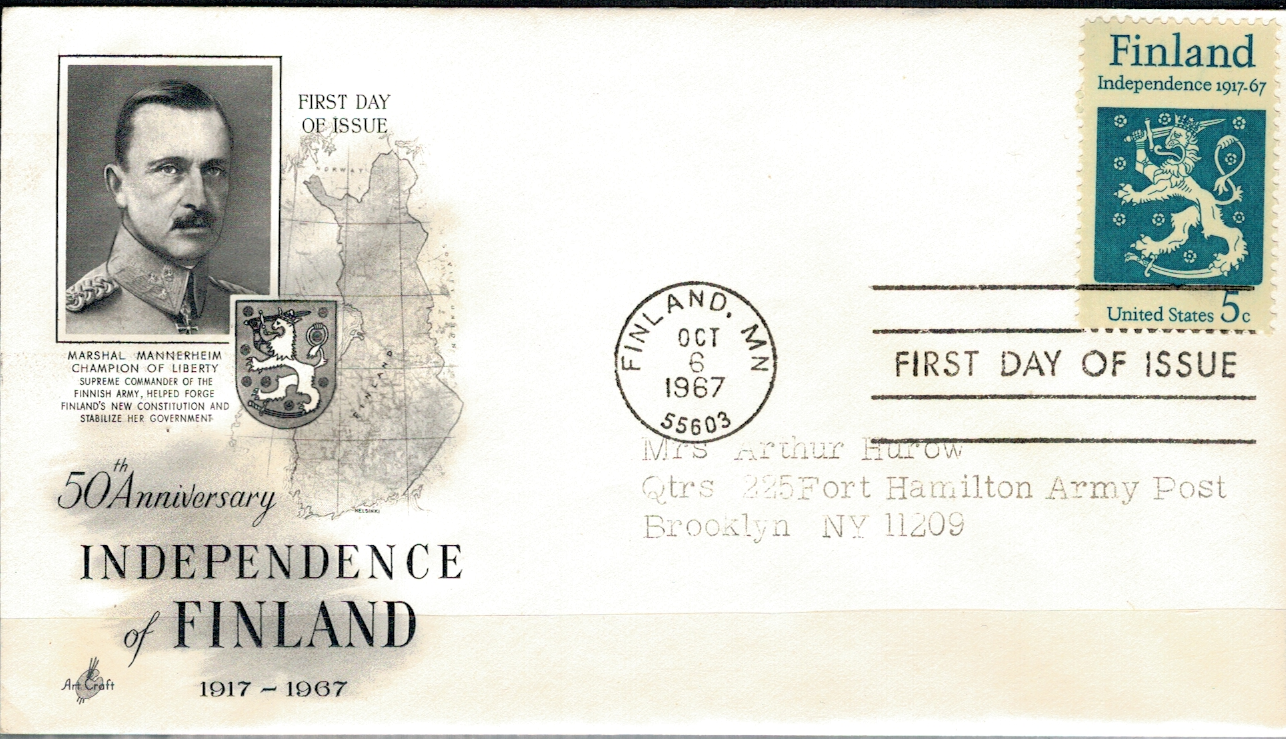 FIRST DAY
OF ISSUE
NORWAY
MARSHAL MANNERHEIM
CHAMPION OF LIBERTY
SUPREME COMMANDER OF THE
FINNISH ARMY, HELPED FORGE
FINLAND'S NEW CONSTITUTION AND
STABILIZE HER GOVERNMENT
FINLAND
HELSINKI
50th Anniversary
INDEPENDENCE
of FINLAND
1917 - 1967
Art Craft
Finland
Independence 1917-67
United States 5c
FINLAND, MN
OCT
6
1967
55603
FIRST DAY OF ISSUE
Mrs Arthur Hurow
Qtrs 225Fort Hamilton Army Post
Brooklyn NY 11209